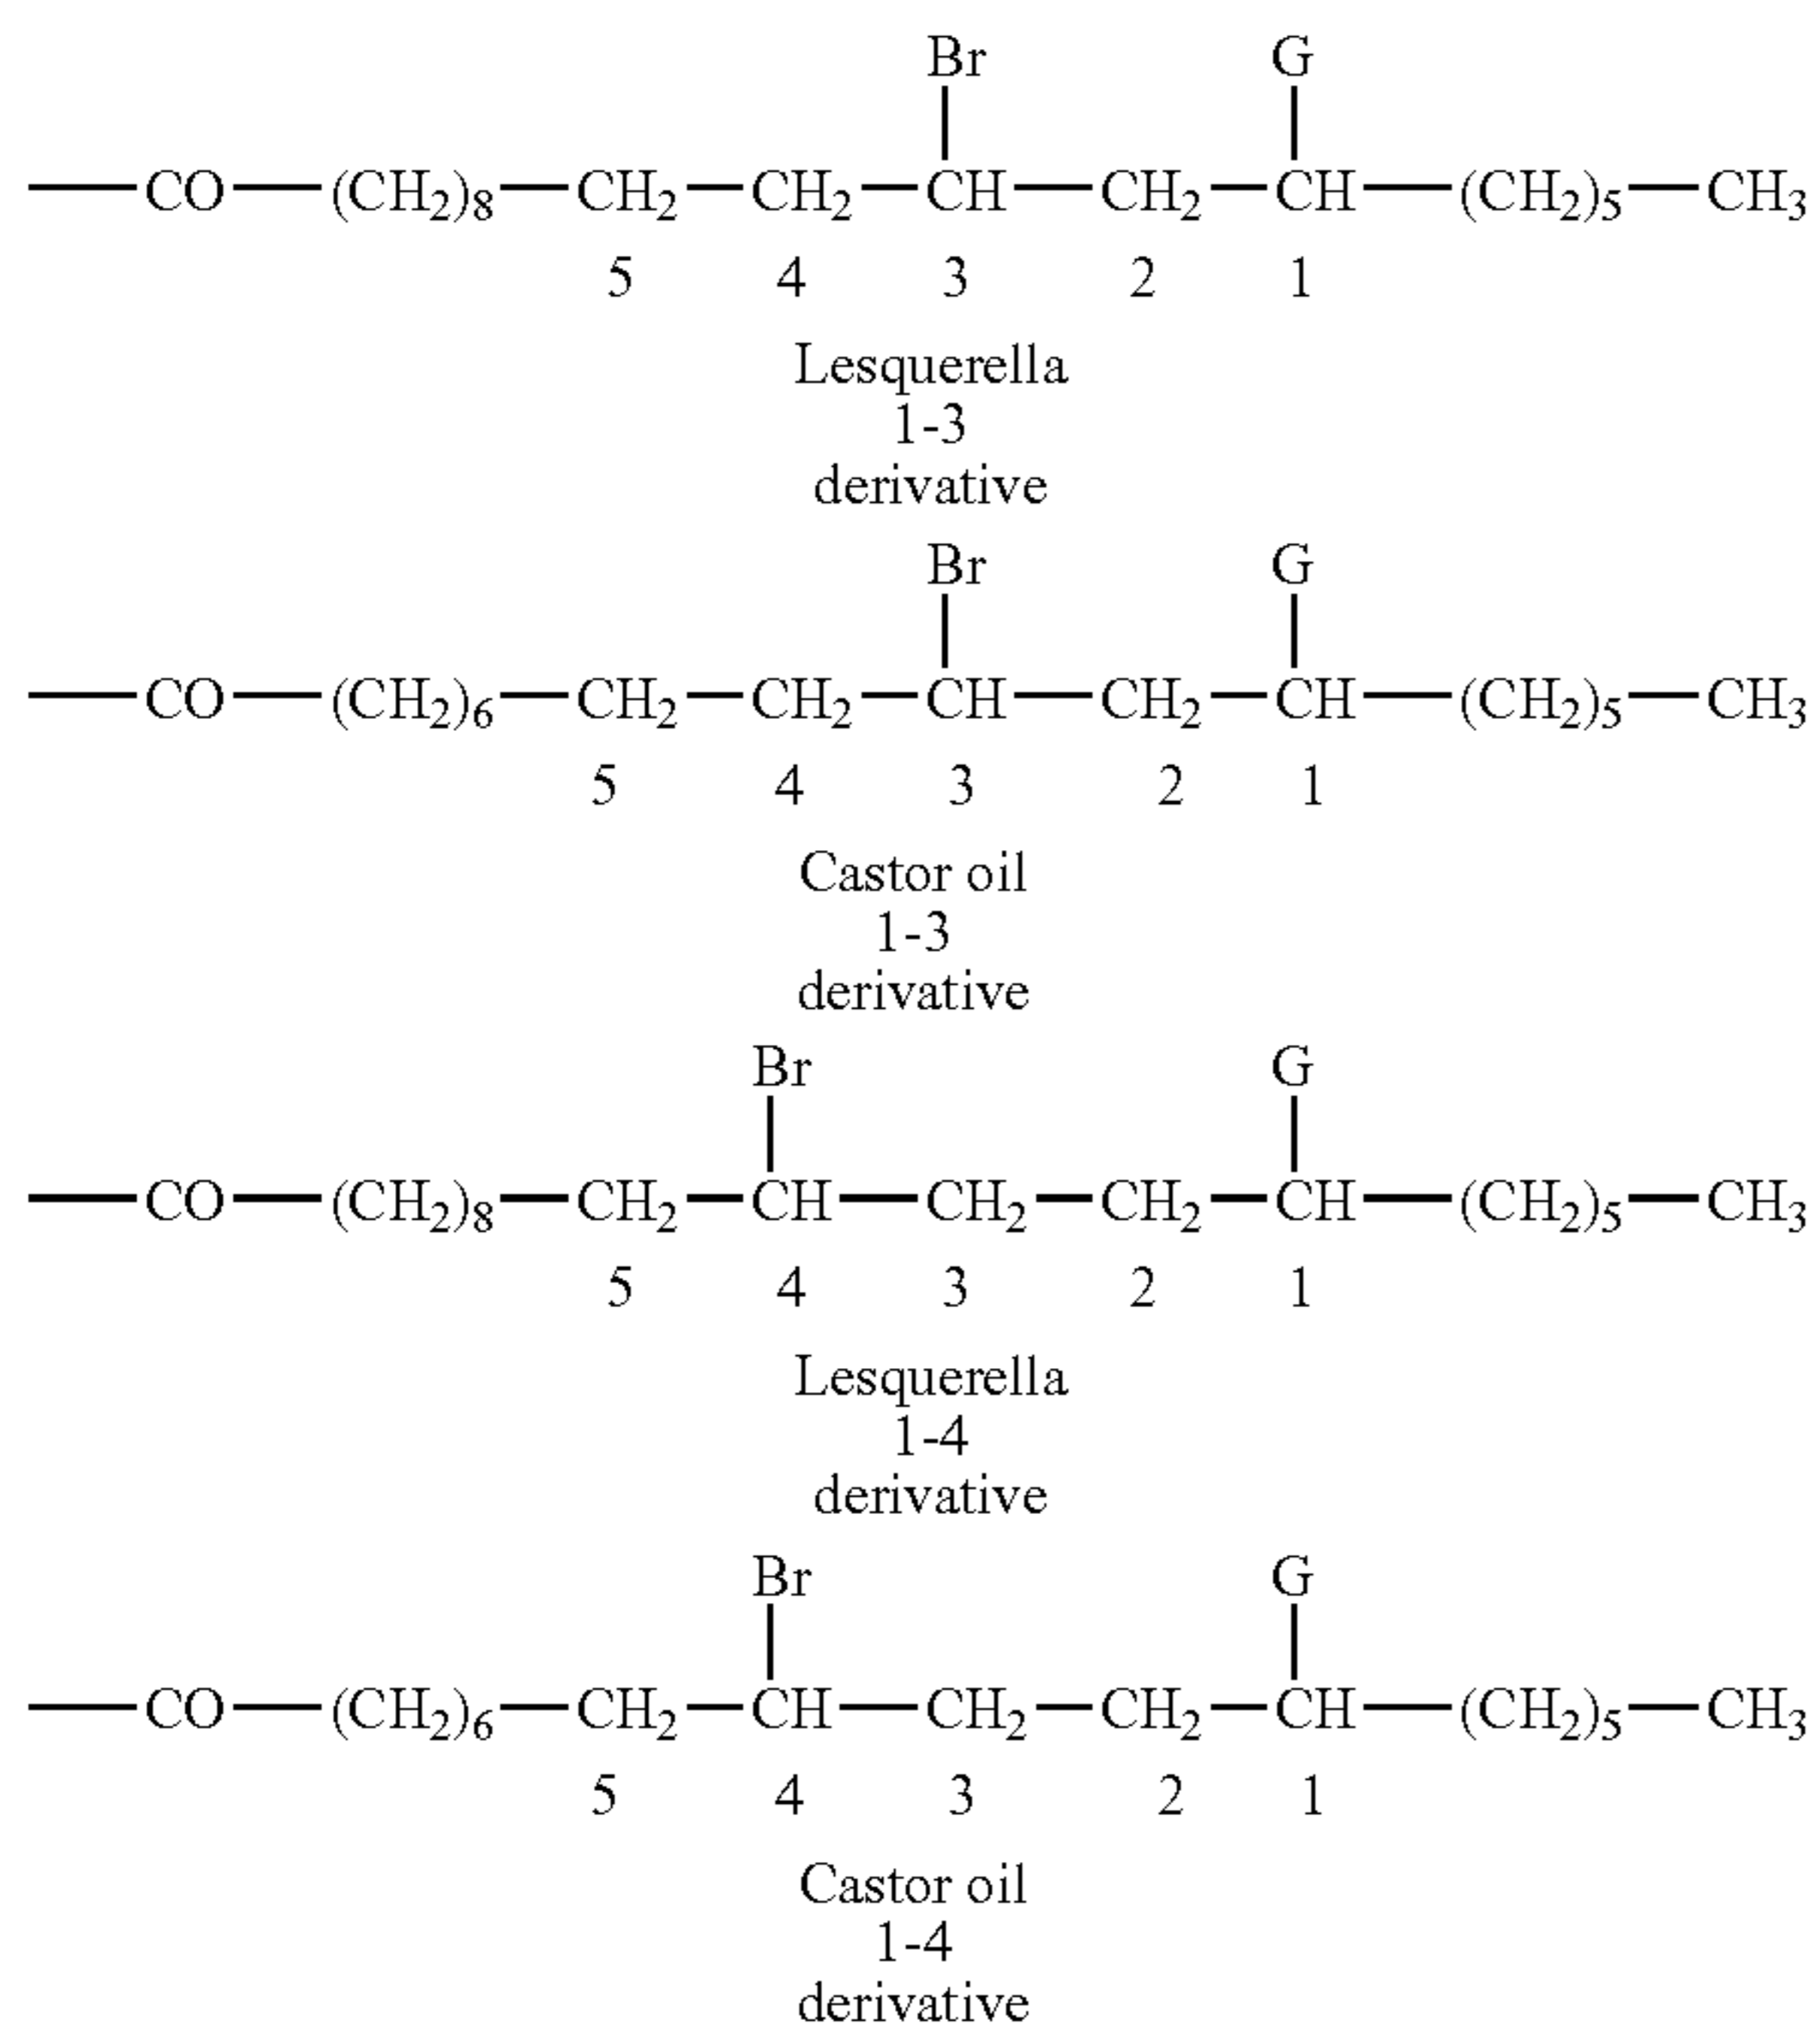 Br G
CO (CH₂)₈ CH₂ CH₂ CH CH₂ CH (CH₂)₅ CH₃
5 4 3 2 1
Lesquerella
1-3
derivative
Br G
CO (CH₂)₆ CH₂ CH₂ CH CH₂ CH (CH₂)₅ CH₃
5 4 3 2 1
Castor oil
1-3
derivative
Br G
CO (CH₂)₈ CH₂ CH CH₂ CH₂ CH (CH₂)₅ CH₃
5 4 3 2 1
Lesquerella
1-4
derivative
Br G
CO (CH₂)₆ CH₂ CH CH₂ CH₂ CH (CH₂)₅ CH₃
5 4 3 2 1
Castor oil
1-4
derivative